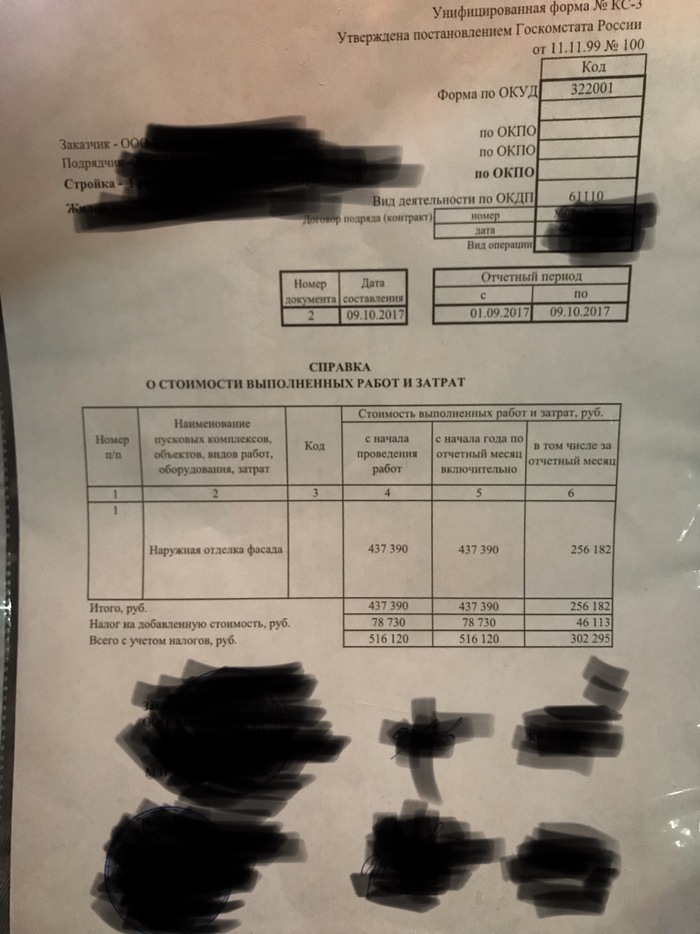 Унифицированная форма № КС-3
Утверждена постановлением Госкомстата России
от 11.11.99 № 100
Код
Форма по ОКУД 322001
Заказчик - ООО
по ОКПО
Подрядчик
по ОКПО
Стройка -
по ОКПО
Вид деятельности по ОКДП 61110
Договор подряда (контракт) номер
дата
Вид операции
Номер документа Дата составления
2 09.10.2017
Отчетный период
с по
01.09.2017 09.10.2017
СПРАВКА
О СТОИМОСТИ ВЫПОЛНЕННЫХ РАБОТ И ЗАТРАТ
Номер п/п
Наименование пусковых комплексов, объектов, видов работ, оборудования, затрат
Код
Стоимость выполненных работ и затрат, руб.
с начала проведения работ
с начала года по отчетный месяц включительно
в том числе за отчетный месяц
1 2 3 4 5 6
1
Наружная отделка фасада 437 390 437 390 256 182
Итого, руб. 437 390 437 390 256 182
Налог на добавленную стоимость, руб. 78 730 78 730 46 113
Всего с учетом налогов, руб. 516 120 516 120 302 295